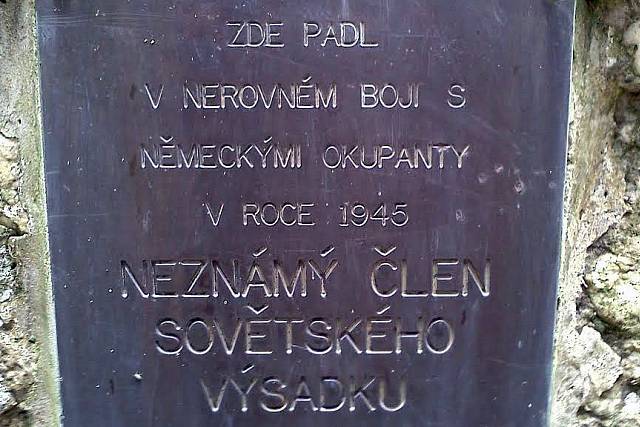 ZDE PADL
V NEROVNÉM BOJI S
NĚMECKÝMI OKUPANTY
V ROCE 1945
NEZNÁMÝ ČLEN
SOVĚTSKÉHO
VÝSADKU